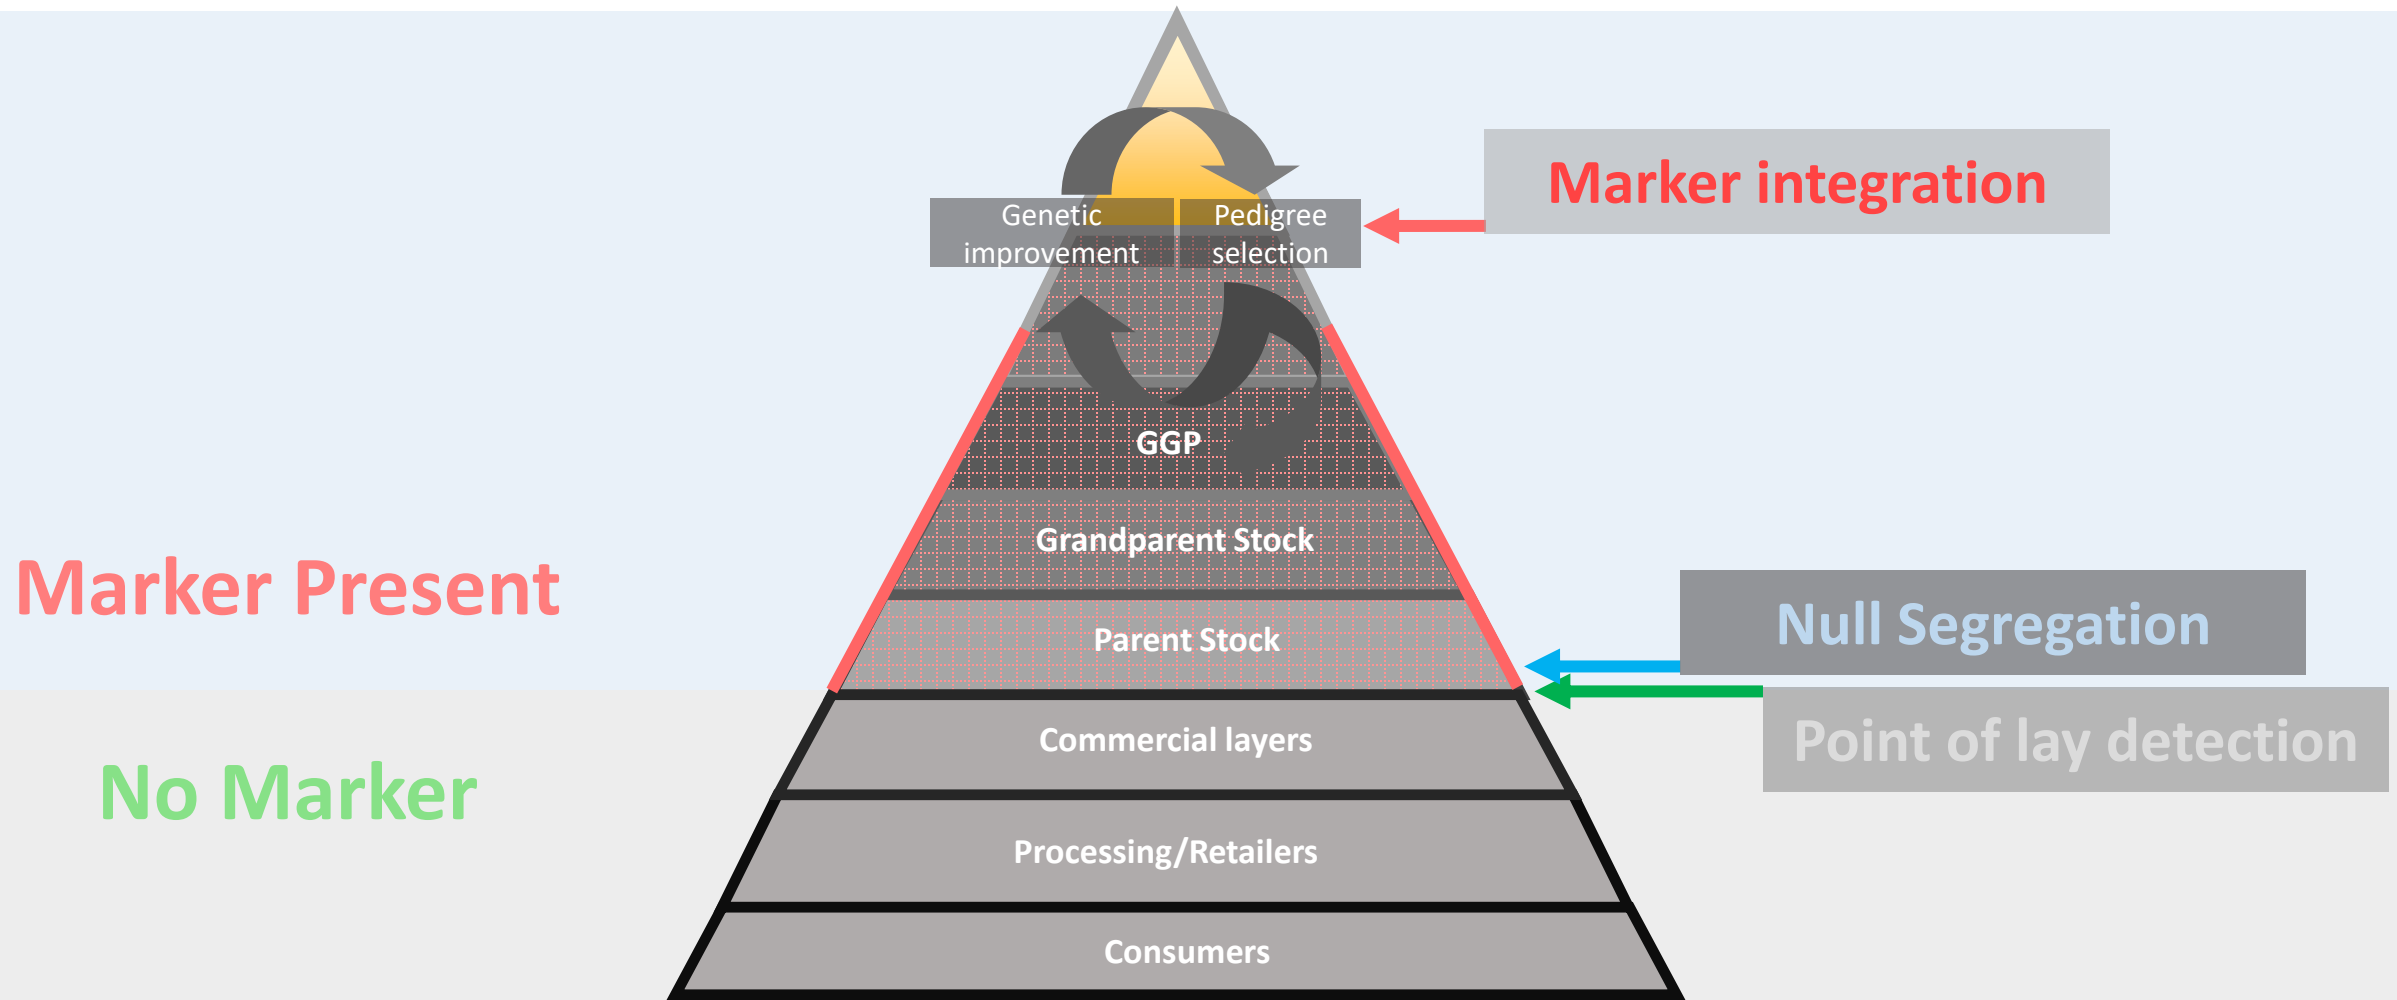 Marker integration
Genetic
improvement
Pedigree
selection
GGP
Grandparent Stock
Marker Present
Null Segregation
Parent Stock
Point of lay detection
Commercial layers
No Marker
Processing/Retailers
Consumers